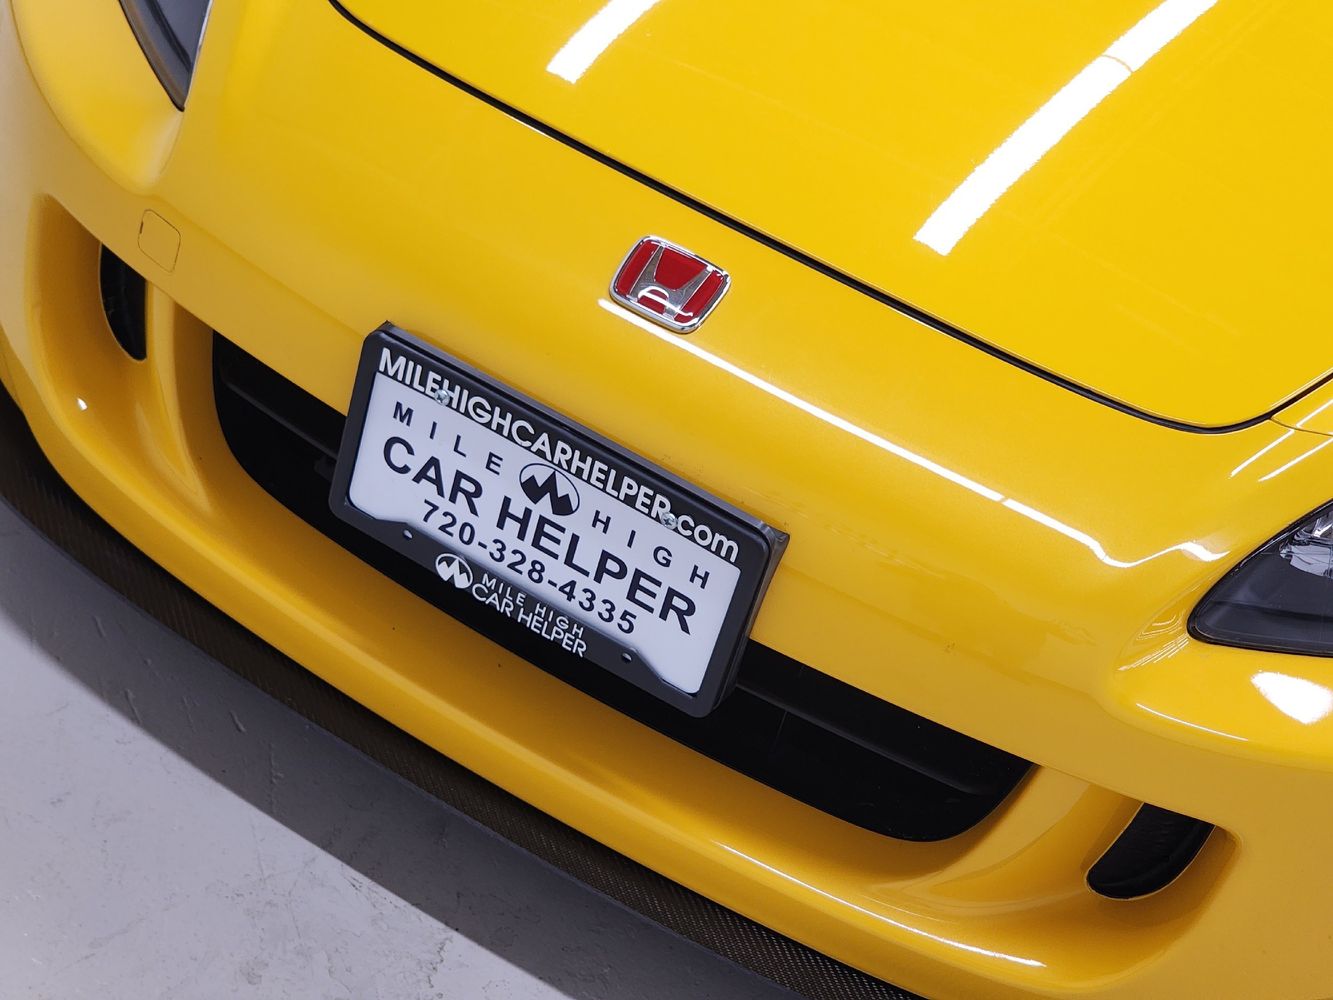 MILEHIGHCARHELPER.com
MILE HIGH
CAR HELPER
720-328-4335
MILE HIGH
CAR HELPER